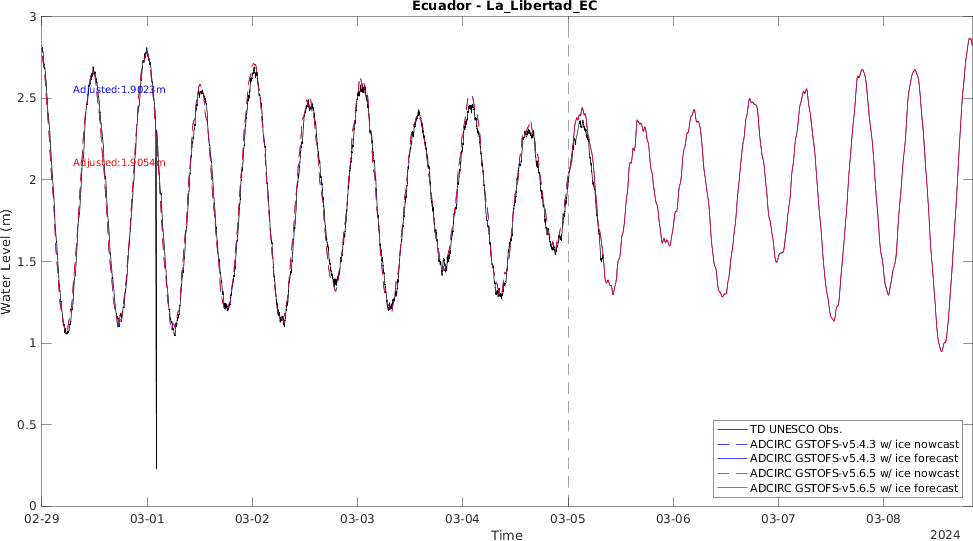 Ecuador - La_Libertad_EC
3
2.5
2
1.5
1
0.5
0
Water Level (m)
Adjusted:1.9023m
Adjusted:1.9054m
TD UNESCO Obs.
ADCIRC GSTOFS-v5.4.3 w/ ice nowcast
ADCIRC GSTOFS-v5.4.3 w/ ice forecast
ADCIRC GSTOFS-v5.6.5 w/ ice nowcast
ADCIRC GSTOFS-v5.6.5 w/ ice forecast
02-29 03-01 03-02 03-03 03-04 03-05 03-06 03-07 03-08
Time
2024